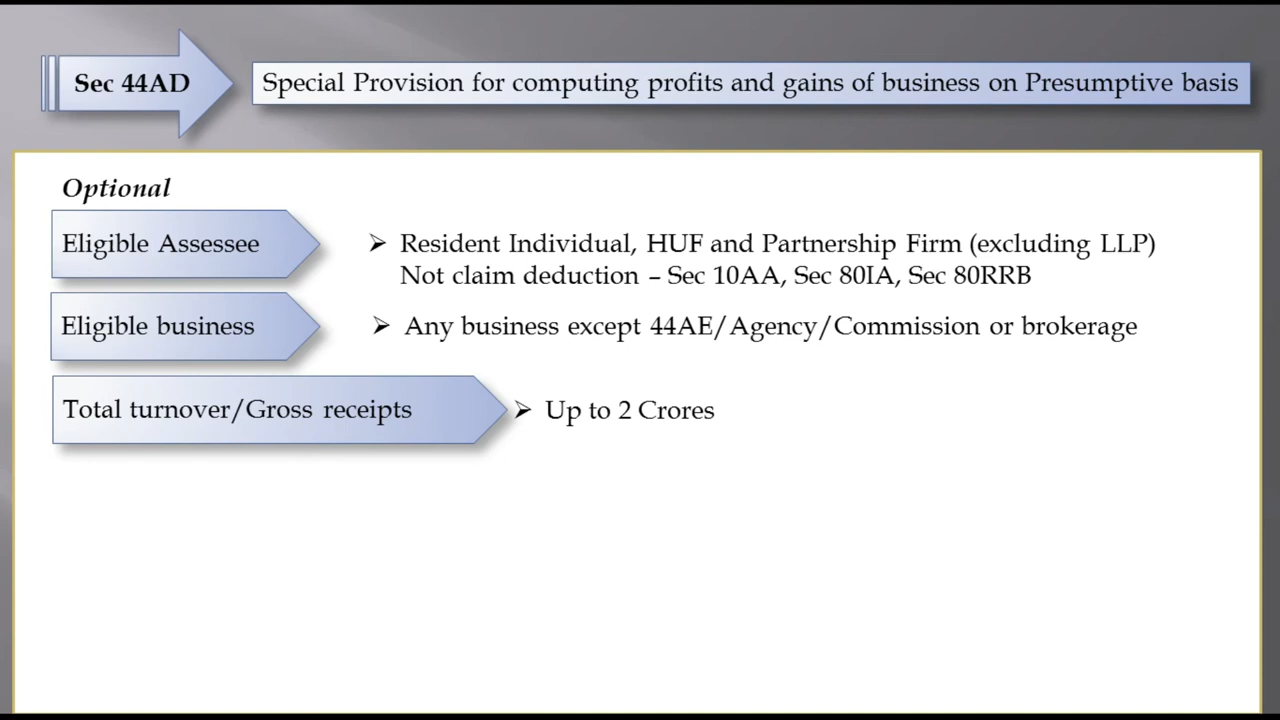 Sec 44AD
Special Provision for computing profits and gains of business on Presumptive basis
Optional
Eligible Assessee
➢ Resident Individual, HUF and Partnership Firm (excluding LLP)
Not claim deduction – Sec 10AA, Sec 80IA, Sec 80RRB
Eligible business
➢ Any business except 44AE/Agency/Commission or brokerage
Total turnover/Gross receipts
➢ Up to 2 Crores